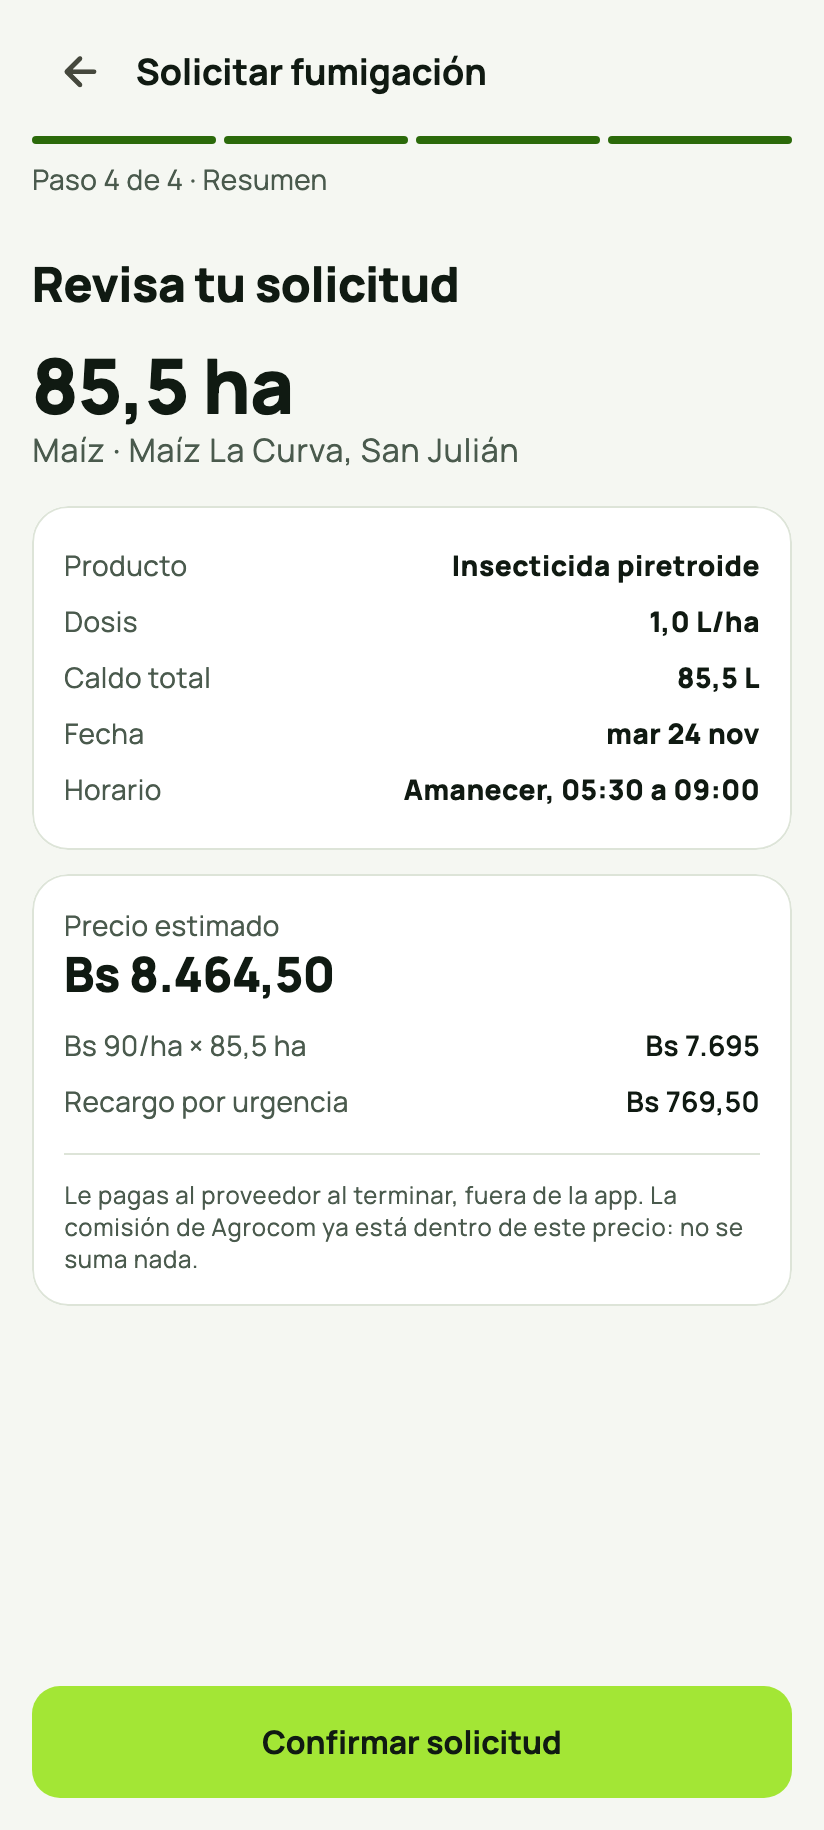 Solicitar fumigación
Paso 4 de 4 · Resumen
Revisa tu solicitud
85,5 ha
Maíz · Maíz La Curva, San Julián
Producto Insecticida piretroide
Dosis 1,0 L/ha
Caldo total 85,5 L
Fecha mar 24 nov
Horario Amanecer, 05:30 a 09:00
Precio estimado
Bs 8.464,50
Bs 90/ha × 85,5 ha Bs 7.695
Recargo por urgencia Bs 769,50
Le pagas al proveedor al terminar, fuera de la app. La
comisión de Agrocom ya está dentro de este precio: no se
suma nada.
Confirmar solicitud